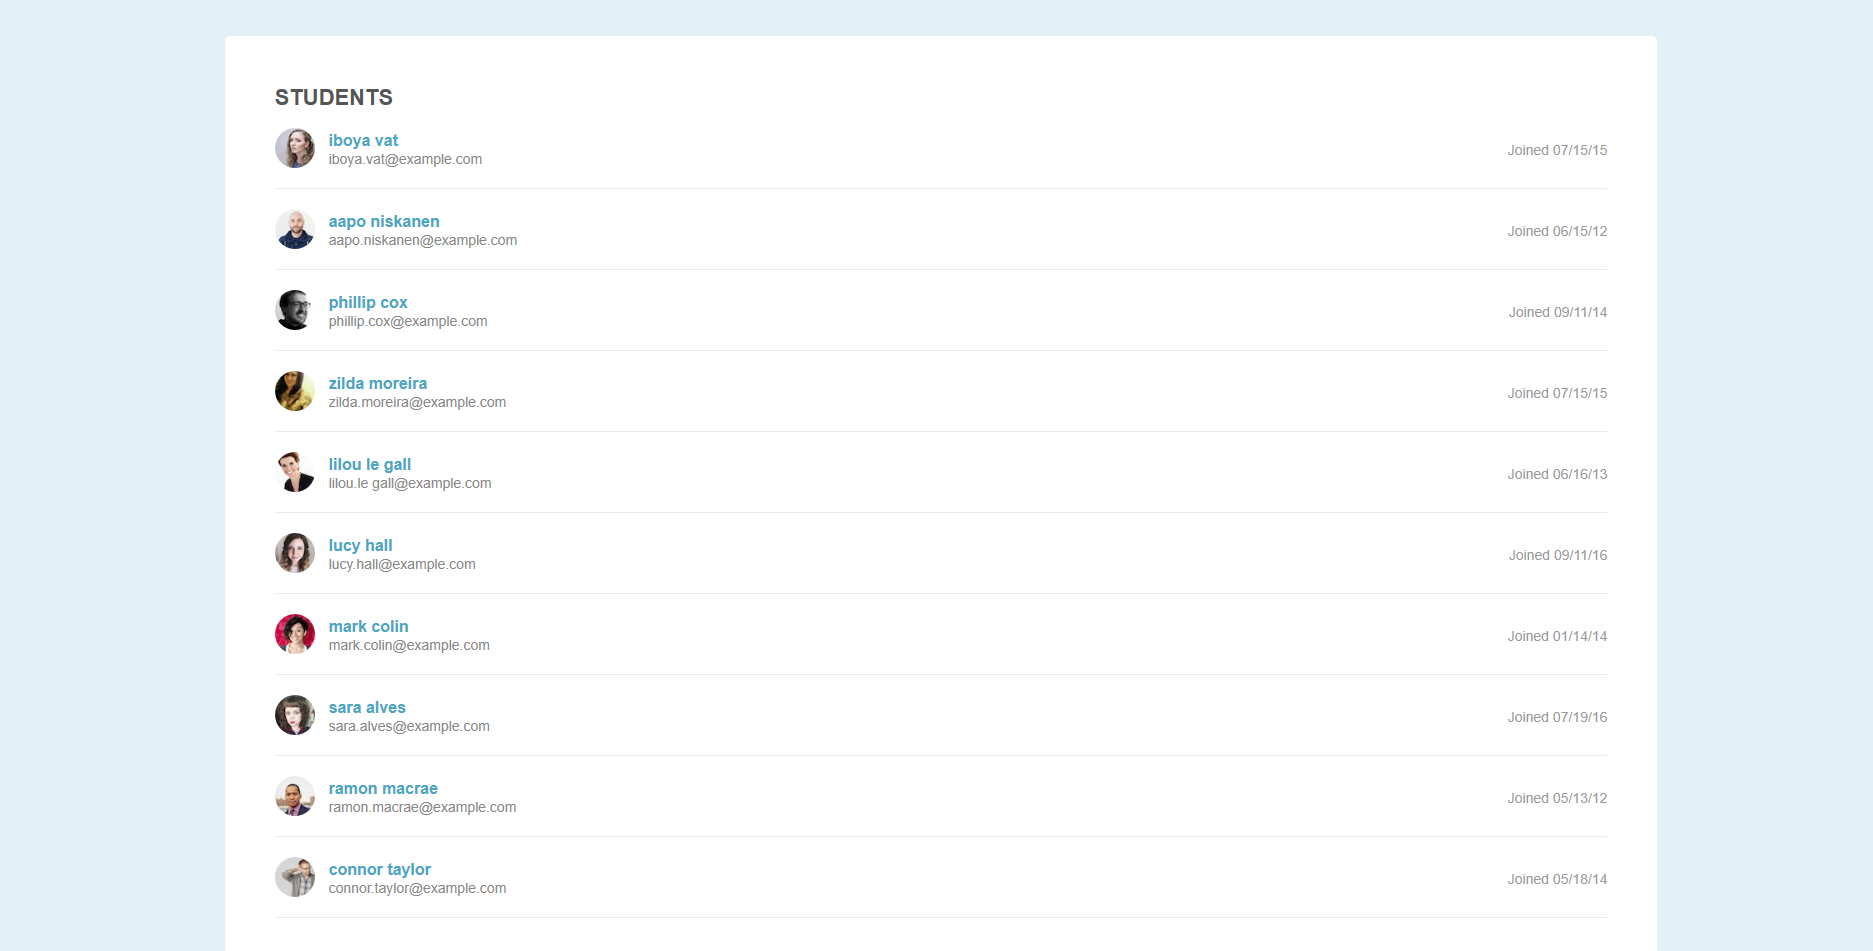 STUDENTS
iboya vat
iboya.vat@example.com
Joined 07/15/15
aapo niskanen
aapo.niskanen@example.com
Joined 06/15/12
phillip cox
phillip.cox@example.com
Joined 09/11/14
zilda moreira
zilda.moreira@example.com
Joined 07/15/15
lilou le gall
lilou.le gall@example.com
Joined 06/16/13
lucy hall
lucy.hall@example.com
Joined 09/11/16
mark colin
mark.colin@example.com
Joined 01/14/14
sara alves
sara.alves@example.com
Joined 07/19/16
ramon macrae
ramon.macrae@example.com
Joined 05/13/12
connor taylor
connor.taylor@example.com
Joined 05/18/14